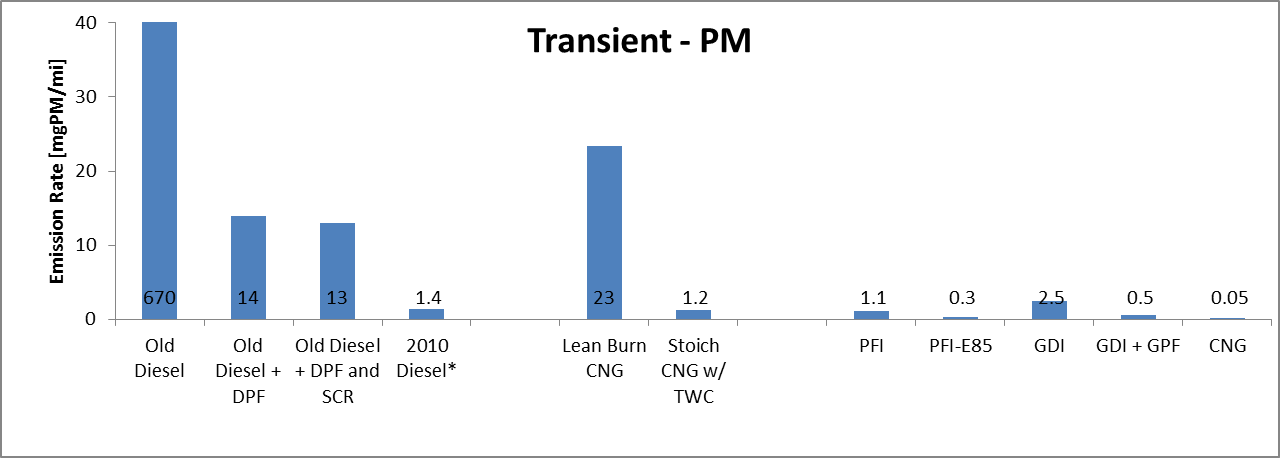 Transient - PM
Emission Rate [mgPM/mi]
40
30
20
10
0
670
14
13
1.4
23
1.2
1.1
0.3
2.5
0.5
0.05
Old
Diesel
Old
Diesel +
DPF
Old Diesel
+ DPF and
SCR
2010
Diesel*
Lean Burn
CNG
Stoich
CNG w/
TWC
PFI
PFI-E85
GDI
GDI + GPF
CNG